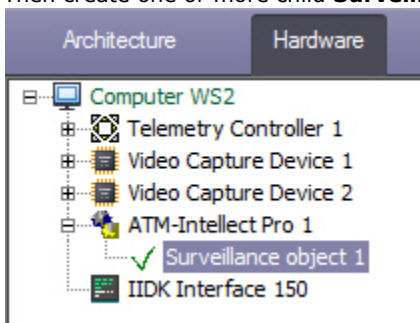 Then create one or more child
Architecture Hardware
Computer WS2
Telemetry Controller 1
Video Capture Device 1
Video Capture Device 2
ATM-Intellect Pro 1
Surveillance object 1
IIDK Interface 150